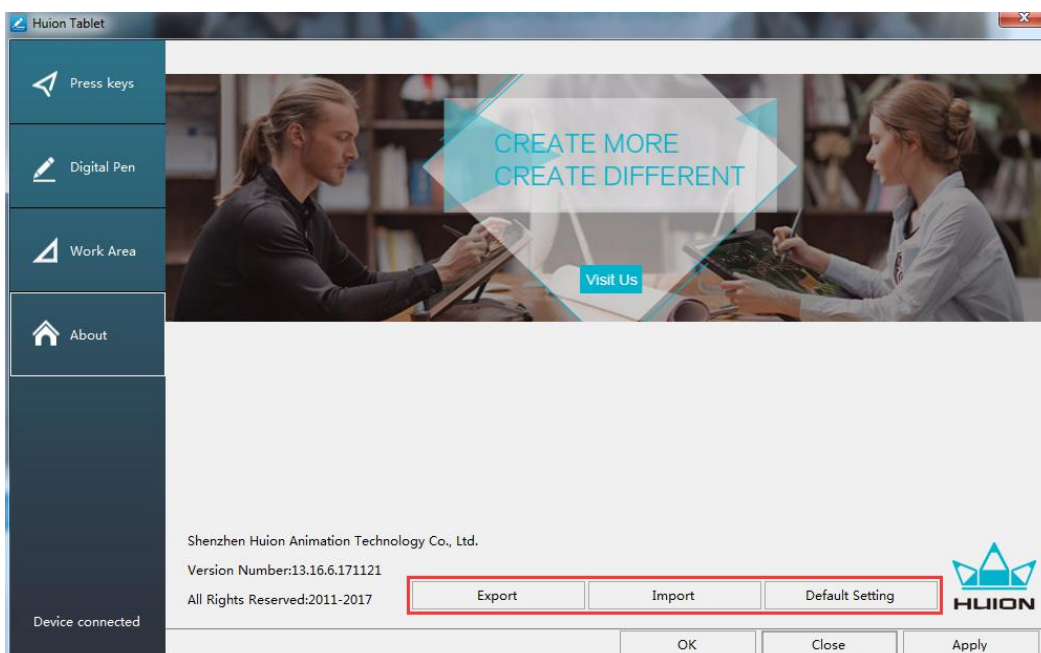 Huion Tablet
Press keys
Digital Pen
Work Area
About
Device connected
CREATE MORE
CREATE DIFFERENT
Visit Us
Shenzhen Huion Animation Technology Co., Ltd.
Version Number:13.16.6.171121
All Rights Reserved:2011-2017
Export
Import
Default Setting
HUION
OK
Close
Apply